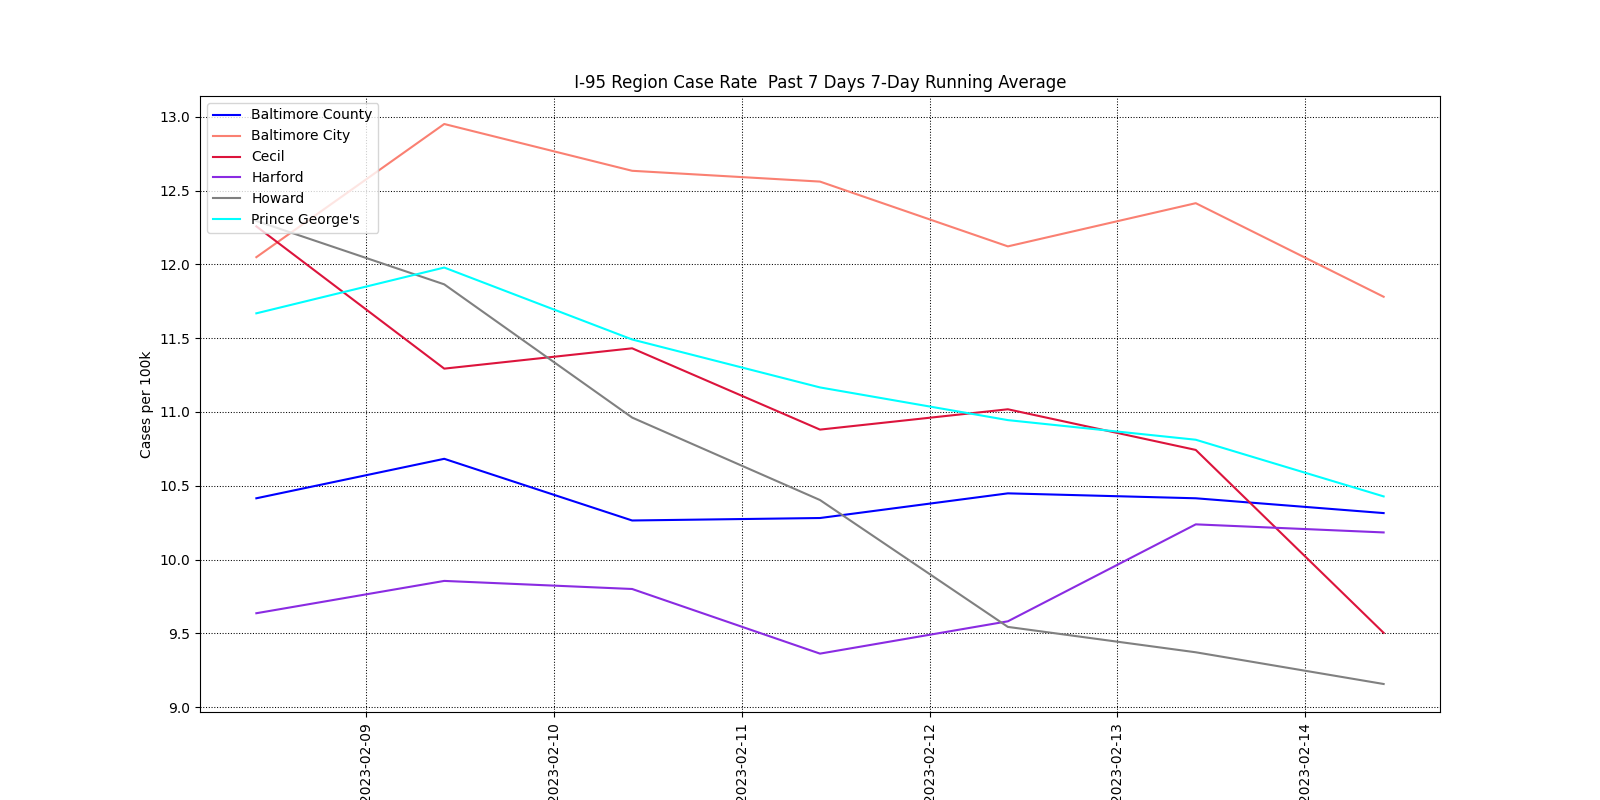 I-95 Region Case Rate  Past 7 Days 7-Day Running Average
Baltimore County
Baltimore City
Cecil
Harford
Howard
Prince George's
Cases per 100k
13.0
12.5
12.0
11.5
11.0
10.5
10.0
9.5
9.0
2023-02-09
2023-02-10
2023-02-11
2023-02-12
2023-02-13
2023-02-14